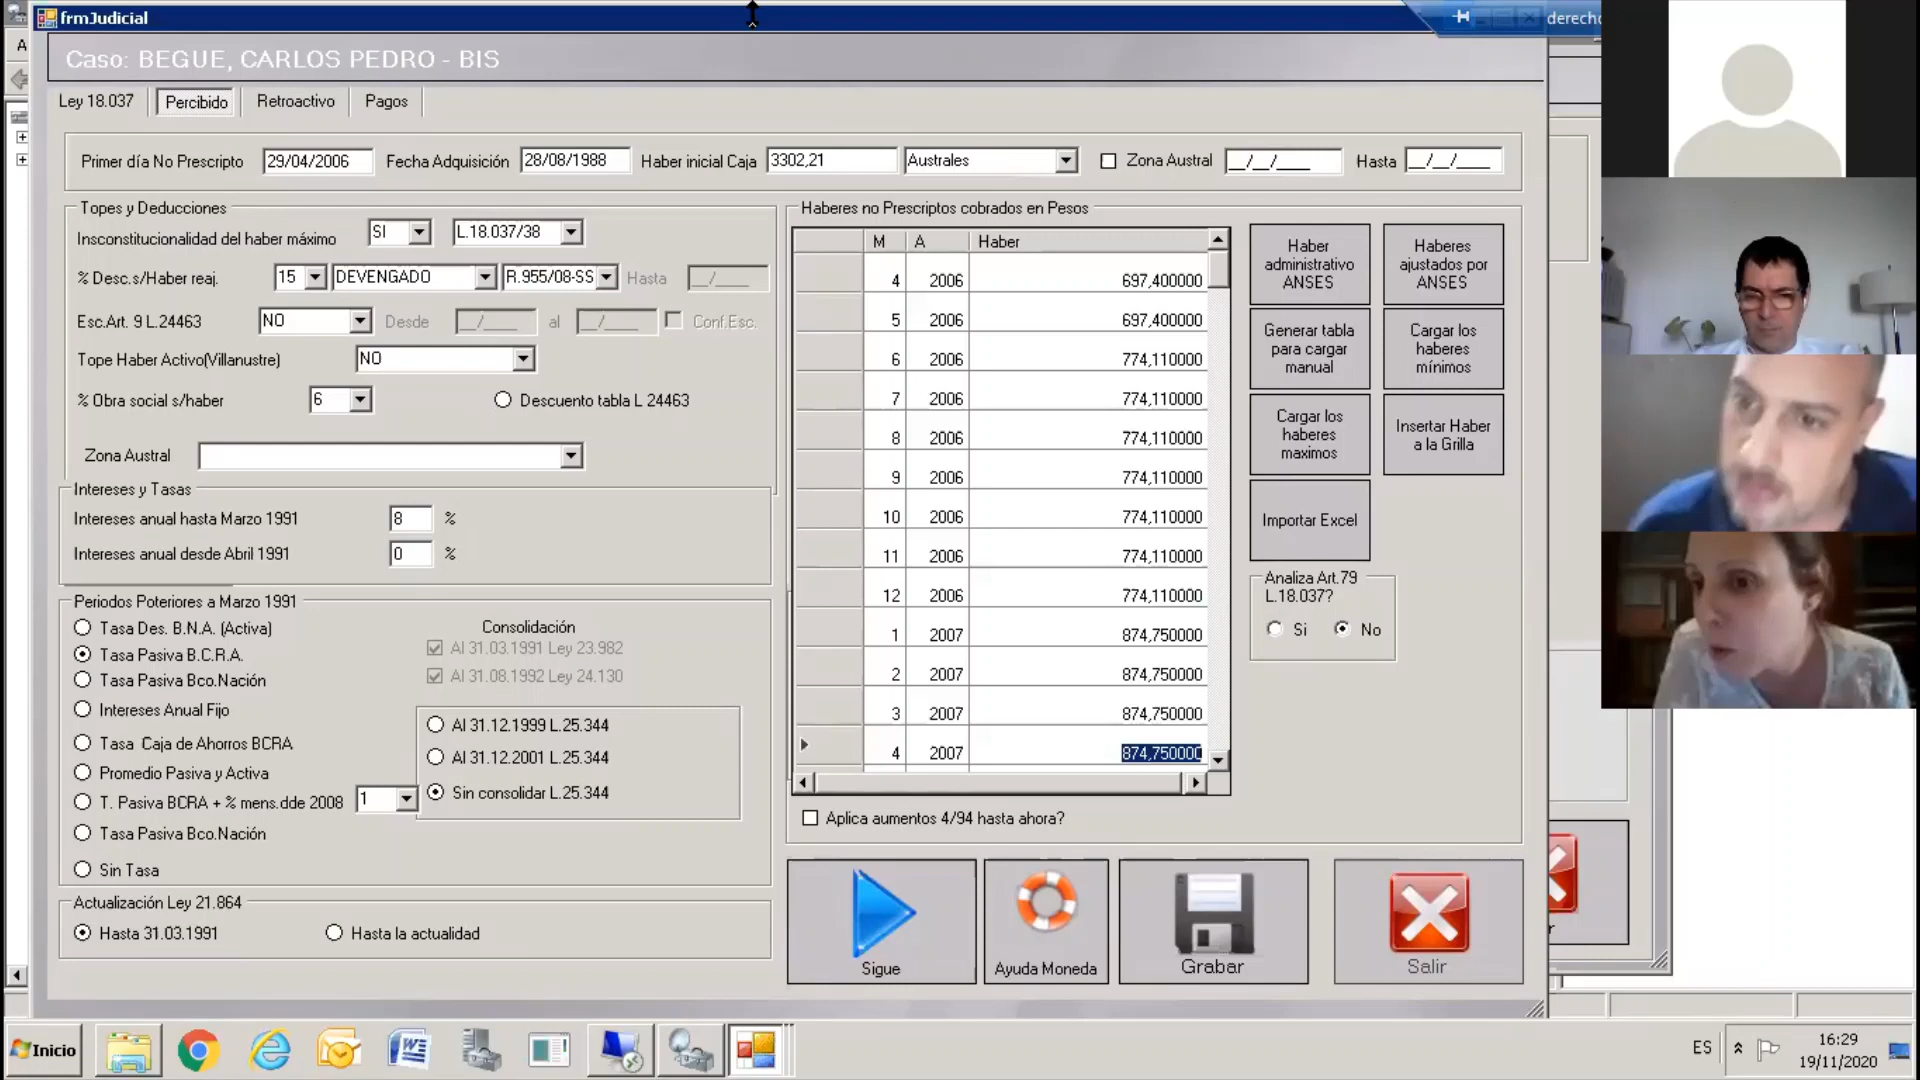 frmJudicial
derecho
Caso: BEGUE, CARLOS PEDRO - BIS
Ley 18.037 Percibido Retroactivo Pagos
Primer día No Prescripto 29/04/2006 Fecha Adquisición 28/08/1988 Haber inicial Caja 3302,21 Australes Zona Austral __/__/____ Hasta __/__/____
Topes y Deducciones
Insconstitucionalidad del haber máximo SI L.18.037/38
% Desc.s/Haber reaj. 15 DEVENGADO R.955/08-SS Hasta __/____
Esc.Art. 9 L.24463 NO Desde __/____ al __/____ Conf.Esc.
Tope Haber Activo(Villanustre) NO
% Obra social s/haber 6 Descuento tabla L 24463
Zona Austral
Intereses y Tasas
Intereses anual hasta Marzo 1991 8 %
Intereses anual desde Abril 1991 0 %
Periodos Poteriores a Marzo 1991
Tasa Des. B.N.A. (Activa)
Tasa Pasiva B.C.R.A.
Tasa Pasiva Bco.Nación
Intereses Anual Fijo
Tasa Caja de Ahorros BCRA
Promedio Pasiva y Activa
T. Pasiva BCRA + % mens.dde 2008 1
Tasa Pasiva Bco.Nación
Sin Tasa
Consolidación
Al 31.03.1991 Ley 23.982
Al 31.08.1992 Ley 24.130
Al 31.12.1999 L.25.344
Al 31.12.2001 L.25.344
Sin consolidar L.25.344
Actualización Ley 21.864
Hasta 31.03.1991 Hasta la actualidad
Haberes no Prescriptos cobrados en Pesos
M A Haber
4 2006 697,400000
5 2006 697,400000
6 2006 774,110000
7 2006 774,110000
8 2006 774,110000
9 2006 774,110000
10 2006 774,110000
11 2006 774,110000
12 2006 774,110000
1 2007 874,750000
2 2007 874,750000
3 2007 874,750000
4 2007 874,750000
Aplica aumentos 4/94 hasta ahora?
Haber
administrativo
ANSES
Haberes
ajustados por
ANSES
Generar tabla
para cargar
manual
Cargar los
haberes
mínimos
Cargar los
haberes
maximos
Insertar Haber
a la Grilla
Importar Excel
Analiza Art.79
L.18.037?
Si No
Sigue Ayuda Moneda Grabar Salir
Inicio
ES
16:29
19/11/2020